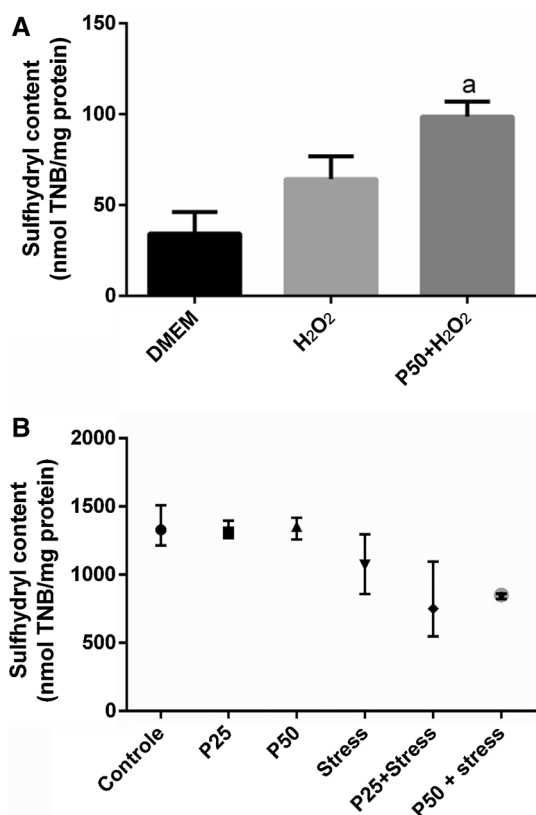 A
Sulfhydryl content
(nmol TNB/mg protein)
150
100
50
0
a
DMEM
H₂O₂
P50+H₂O₂
B
Sulfhydryl content
(nmol TNB/mg protein)
2000
1500
1000
500
0
Controle
P25
P50
Stress
P25+Stress
P50 + stress